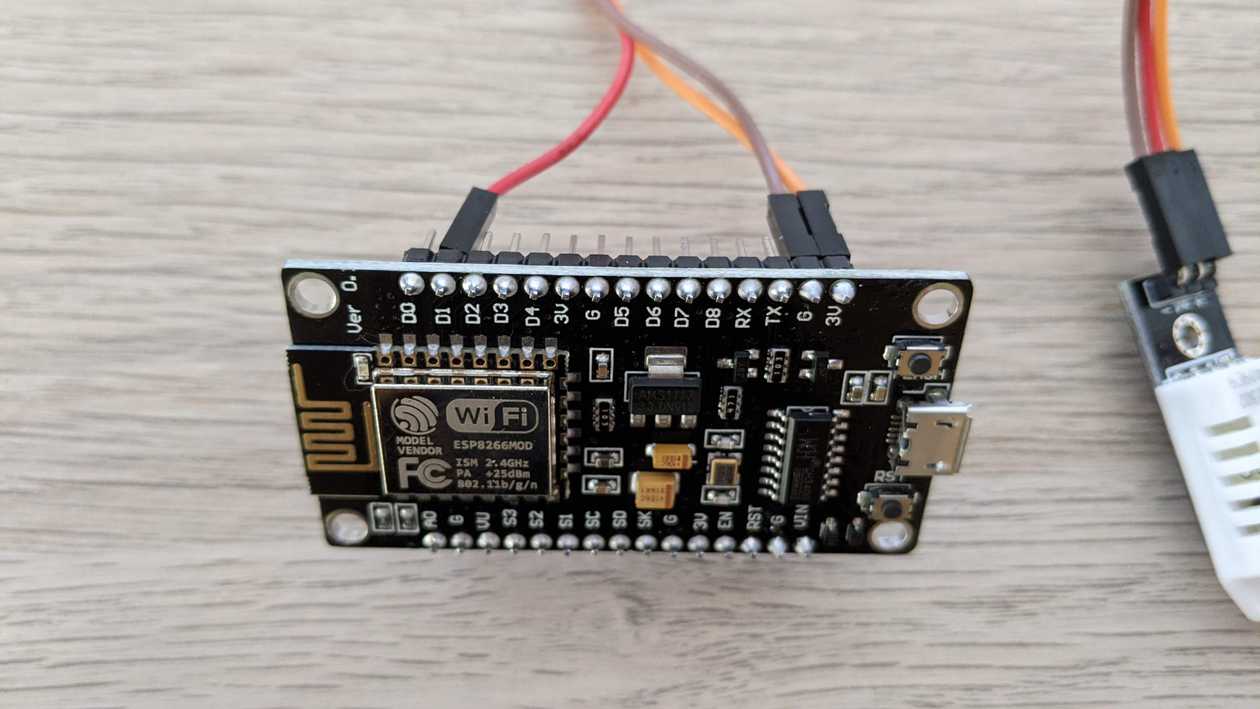 Ver 0.
D0 D1 D2 D3 D4 3V G D5 D6 D7 D8 RX TX G 3V
WiFi
MODEL
VENDOR
ESP8266MOD
FC
ISM 2.4GHz
PA +25dBm
802.11b/g/n
103
RST
A0 G VU S3 S2 S1 SC SD SK G 3V EN RST G VIN